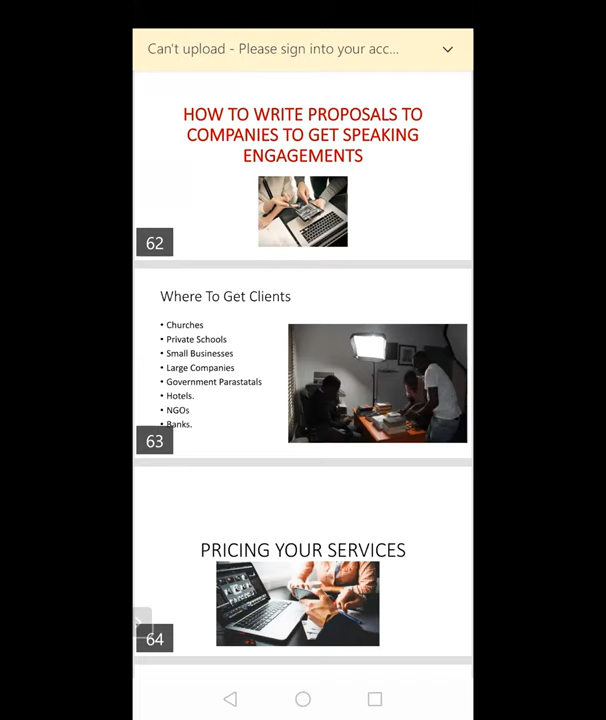 Can't upload - Please sign into your acc...
HOW TO WRITE PROPOSALS TO
COMPANIES TO GET SPEAKING
ENGAGEMENTS
62
Where To Get Clients
• Churches
• Private Schools
• Small Businesses
• Large Companies
• Government Parastatals
• Hotels.
• NGOs
• Banks.
63
PRICING YOUR SERVICES
64